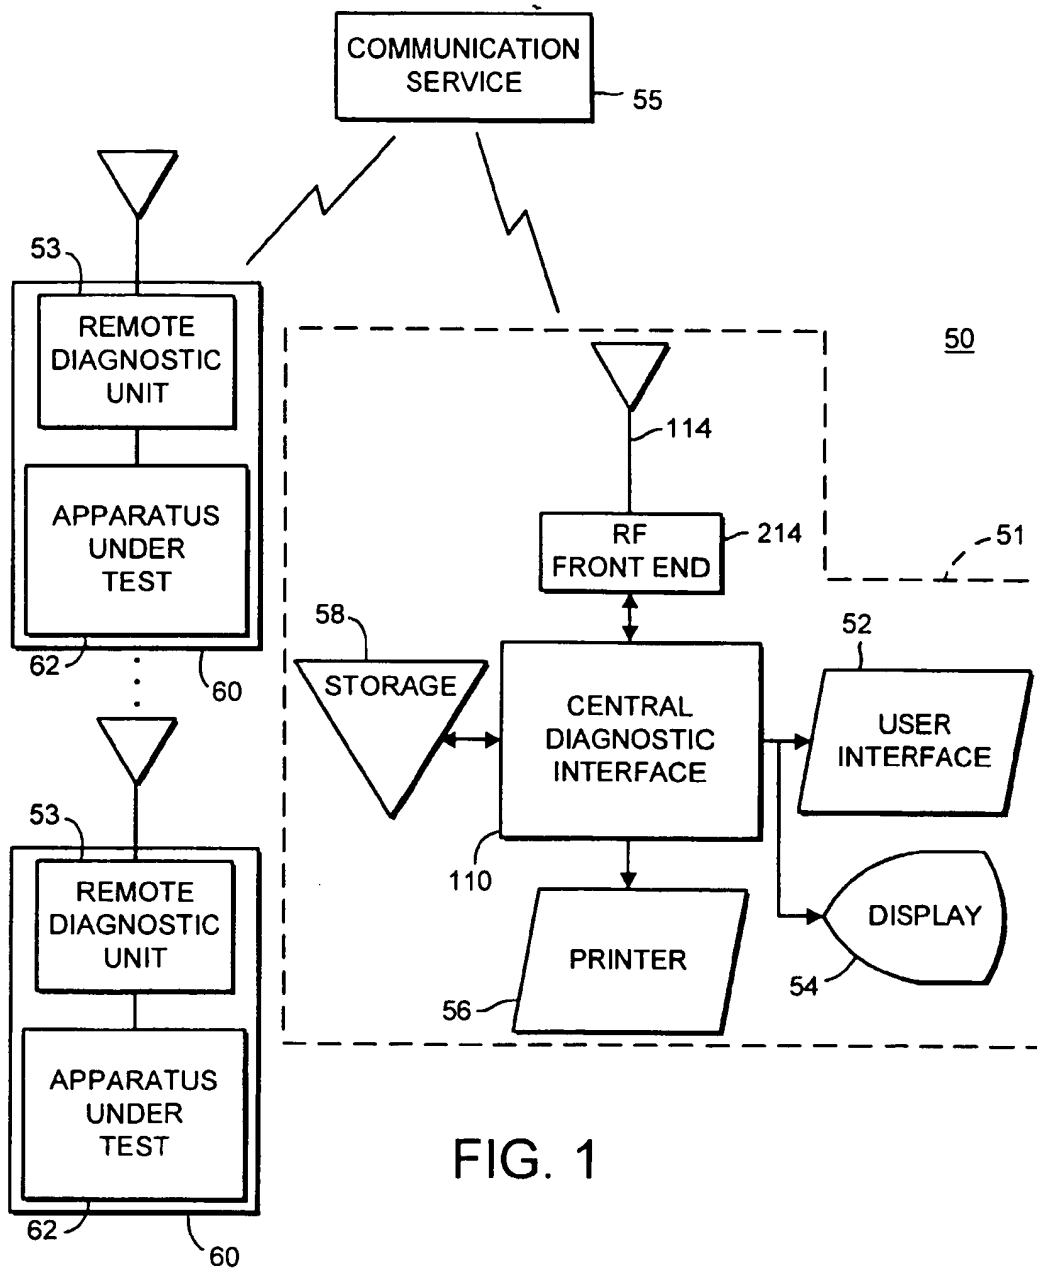 COMMUNICATION
SERVICE
55
53
REMOTE
DIAGNOSTIC
UNIT
APPARATUS
UNDER
TEST
62
60
50
114
RF
FRONT END
214
51
58
STORAGE
CENTRAL
DIAGNOSTIC
INTERFACE
110
52
USER
INTERFACE
DISPLAY
54
PRINTER
56
53
REMOTE
DIAGNOSTIC
UNIT
APPARATUS
UNDER
TEST
62
60
FIG. 1